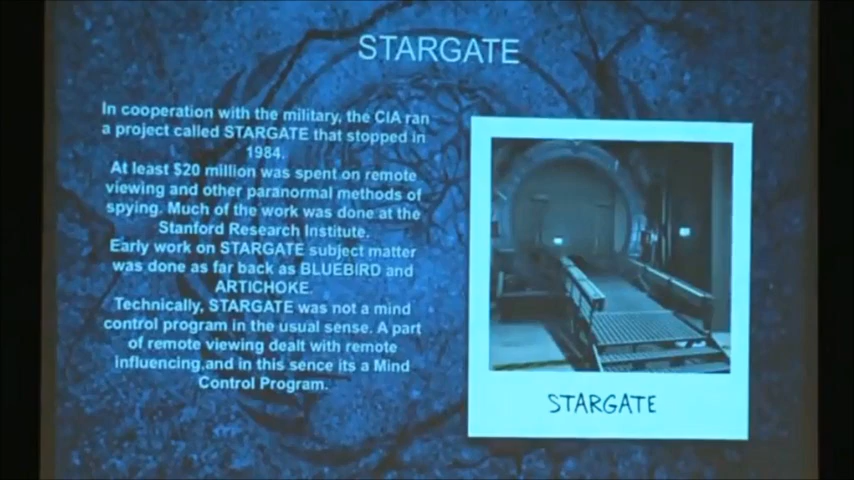 STARGATE
In cooperation with the military, the CIA ran
a project called STARGATE that stopped in
1984.
At least $20 million was spent on remote
viewing and other paranormal methods of
spying. Much of the work was done at the
Stanford Research Institute.
Early work on STARGATE subject matter
was done as far back as BLUEBIRD and
ARTICHOKE.
Technically, STARGATE was not a mind
control program in the usual sense. A part
of remote viewing dealt with remote
influencing,and in this sence its a Mind
Control Program.
STARGATE